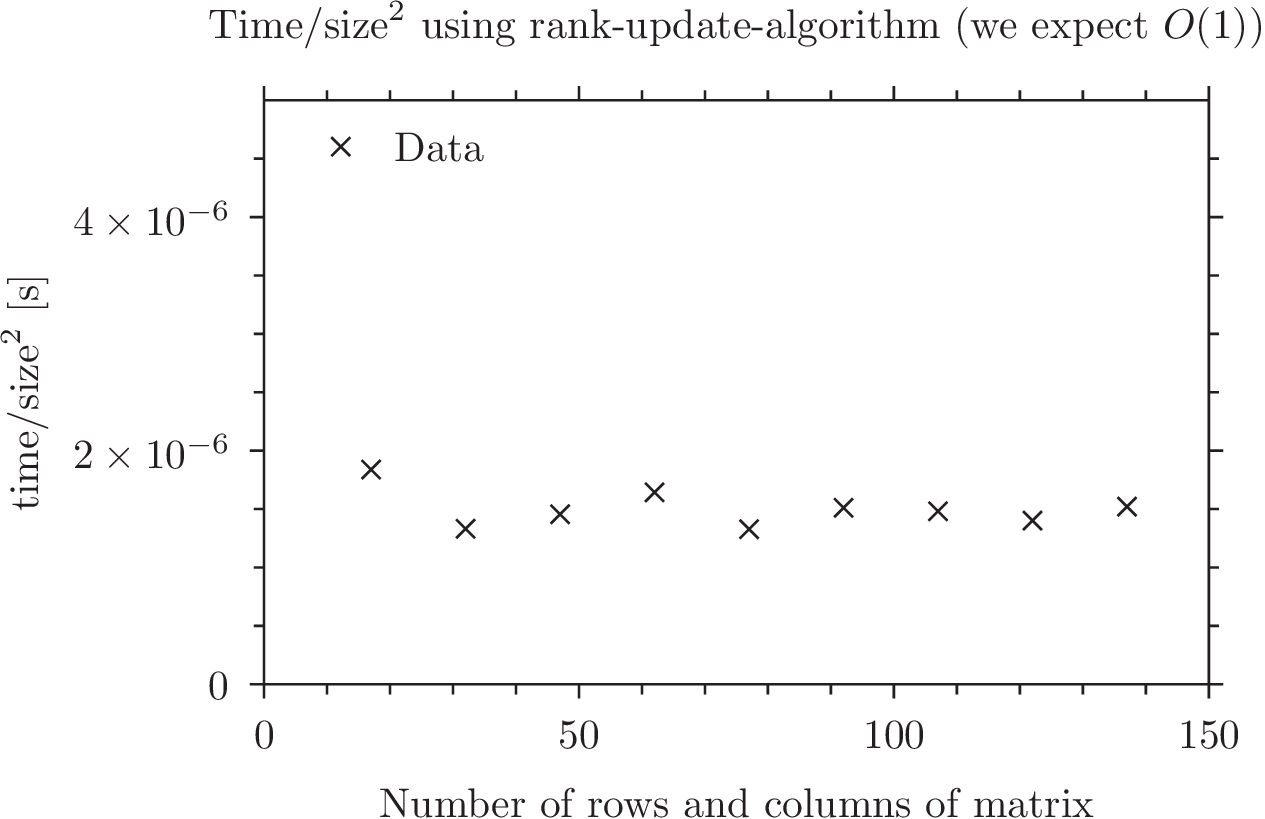 Time/size² using rank-update-algorithm (we expect O(1))
Data
time/size² [s]
4 × 10⁻⁶
2 × 10⁻⁶
0
0 50 100 150
Number of rows and columns of matrix